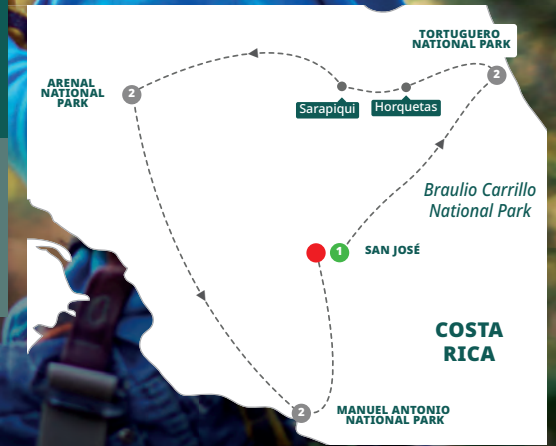 TORTUGUERO
NATIONAL PARK
2
ARENAL
NATIONAL
PARK
2
Sarapiqui
Horquetas
Braulio Carrillo
National Park
1
SAN JOSÉ
COSTA
RICA
2
MANUEL ANTONIO
NATIONAL PARK